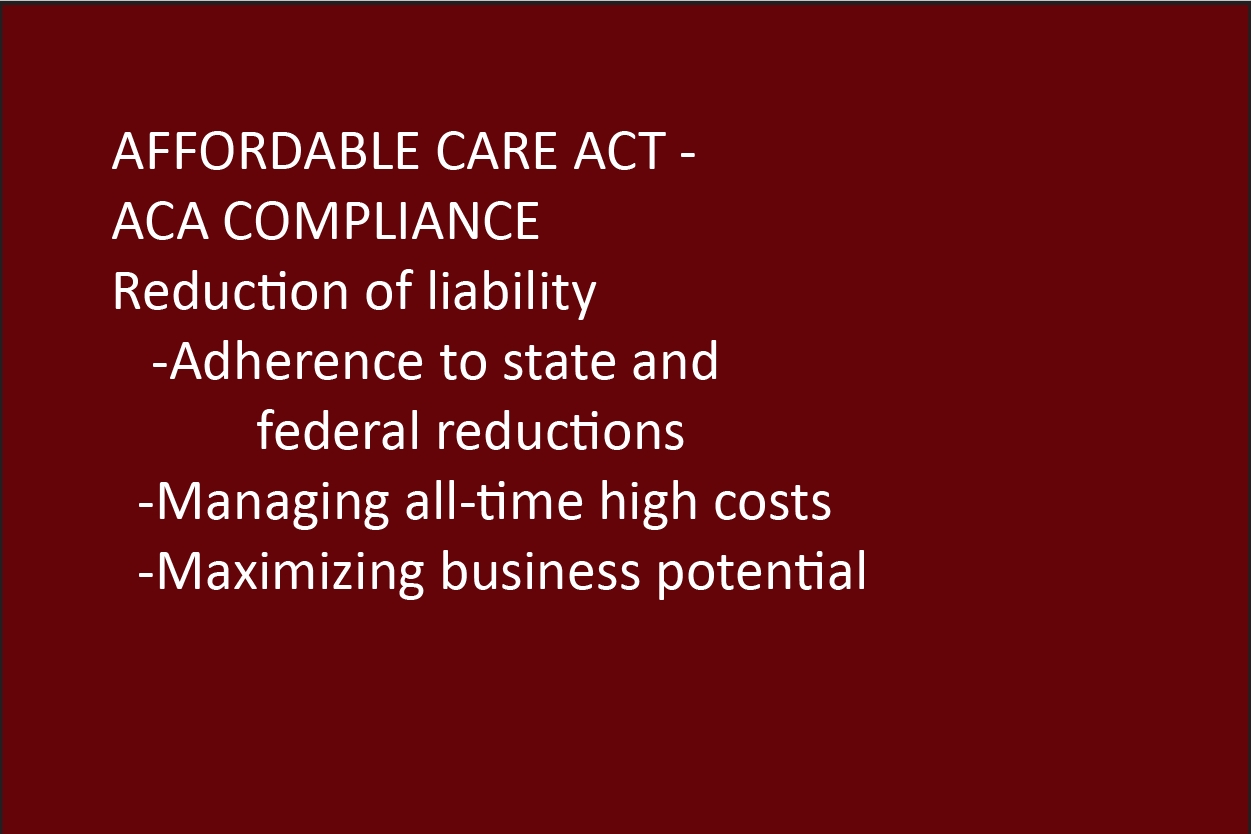 AFFORDABLE CARE ACT -
ACA COMPLIANCE
Reduction of liability
-Adherence to state and
federal reductions
-Managing all-time high costs
-Maximizing business potential